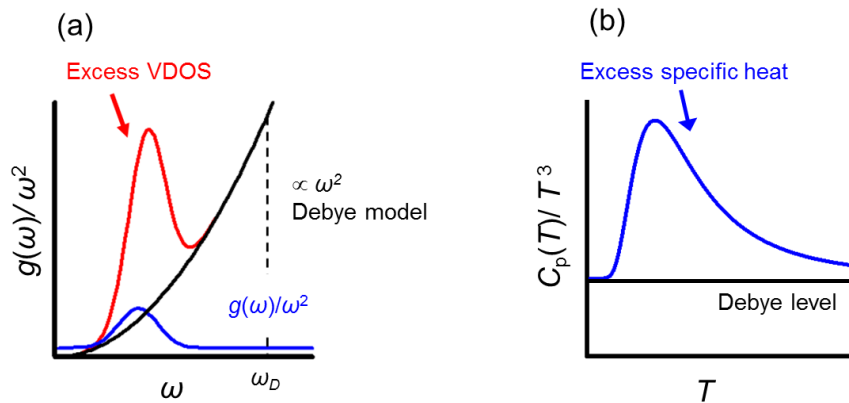 (a)
Excess VDOS
g(ω)/ω²
∝ ω²
Debye model
g(ω)/ω²
ω
ω_D
(b)
Excess specific heat
C_p(T)/T³
Debye level
T